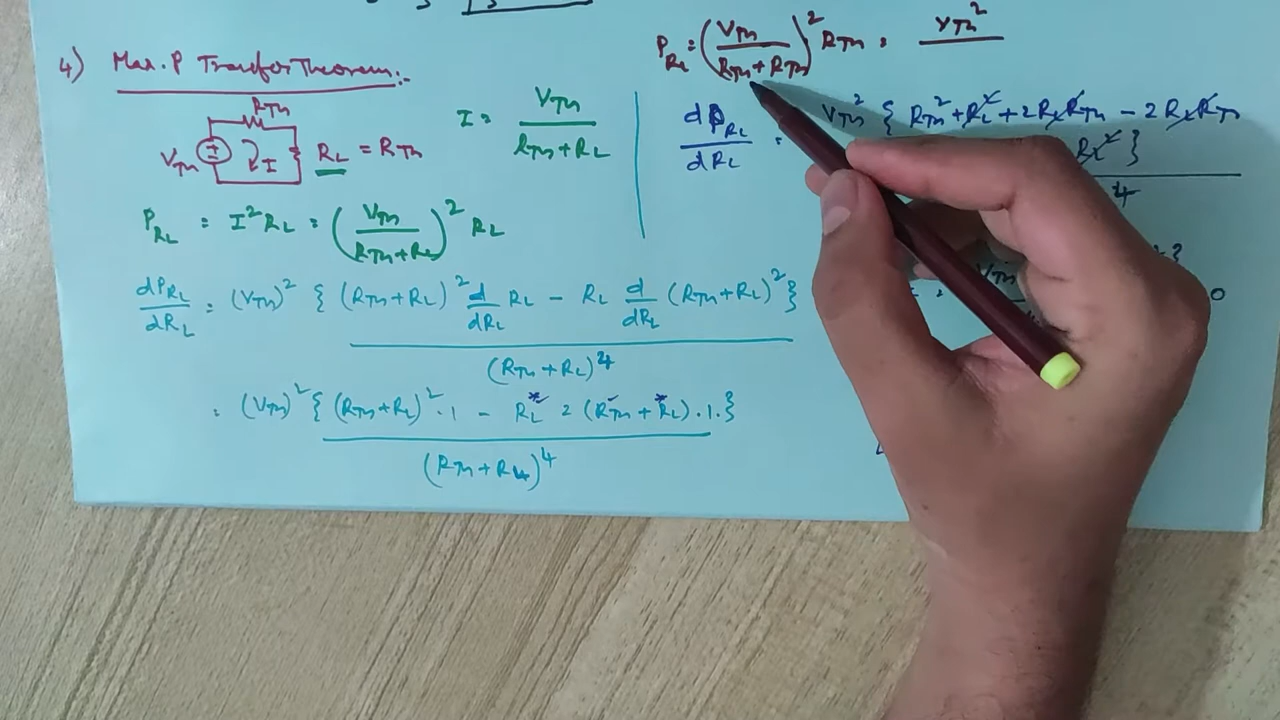 4) Max. P Transfer Theorem:-
RTh
VTh I RL = RTh
I = VTh / (RTh+RL)
PRL = I²RL = (VTh / (RTh+RL))² RL
dPRL/dRL = (VTh)² { (RTh+RL)² d/dRL RL - RL d/dRL (RTh+RL)² }
(RTh+RL)⁴
= (VTh)² { (RTh+RL)² . 1 - RL 2 (RTh + RL) . 1 . }
(RTh+RL)⁴
PRL = (VTh / (RTh+RTh))² RTh = VTh²
dPRL/dRL = VTh² { RTh² + RL² + 2RLRTh - 2RLRTh
RL² }
4